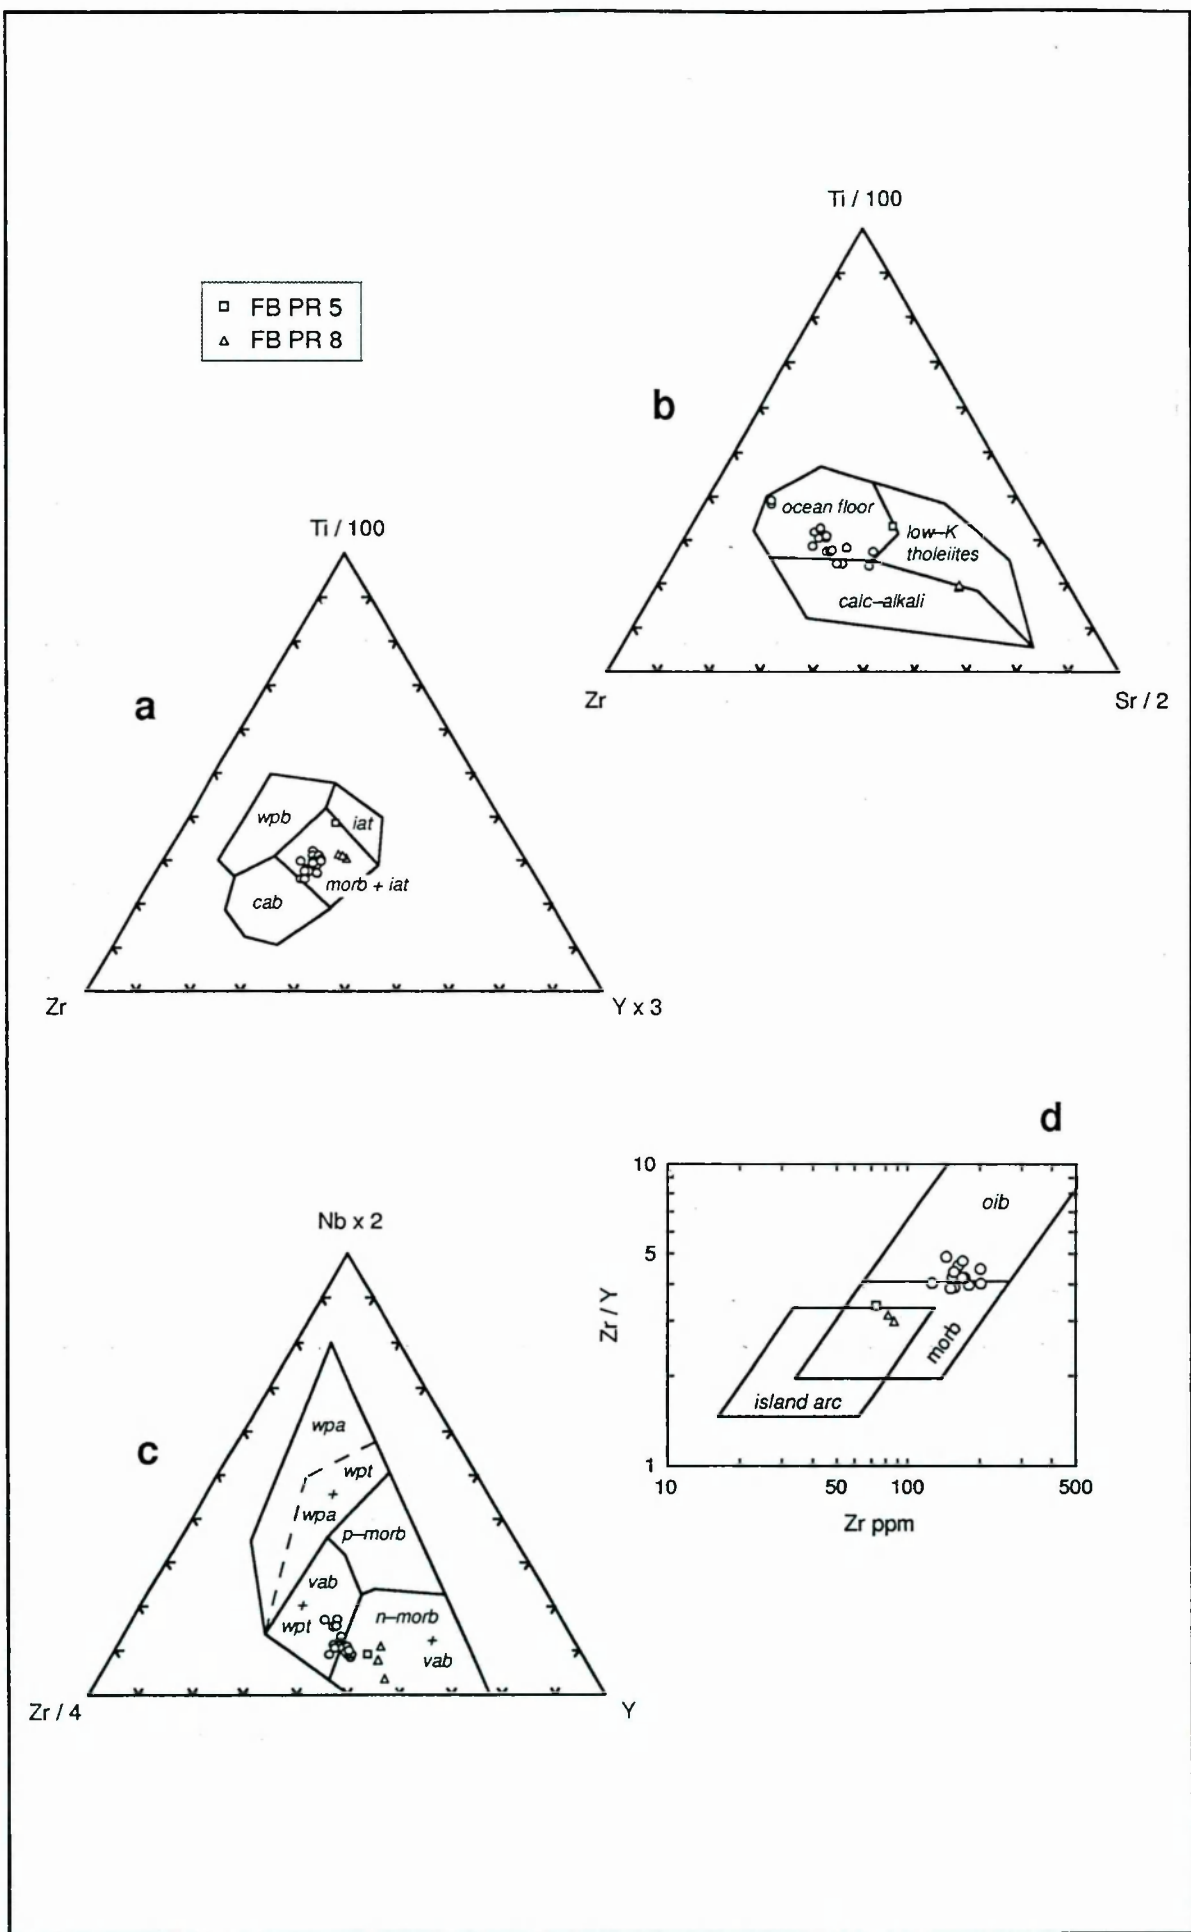 Ti / 100
FB PR 5
FB PR 8
b
ocean floor
low–K
tholeiites
calc–alkali
Zr
Sr / 2
Ti / 100
a
wpb
iat
morb + iat
cab
Zr
Y x 3
d
10
5
1
Zr / Y
oib
morb
island arc
10
50
100
500
Zr ppm
Nb x 2
c
wpa
wpt
+
wpa
p–morb
vab
+
wpt
n–morb
+
vab
Zr / 4
Y